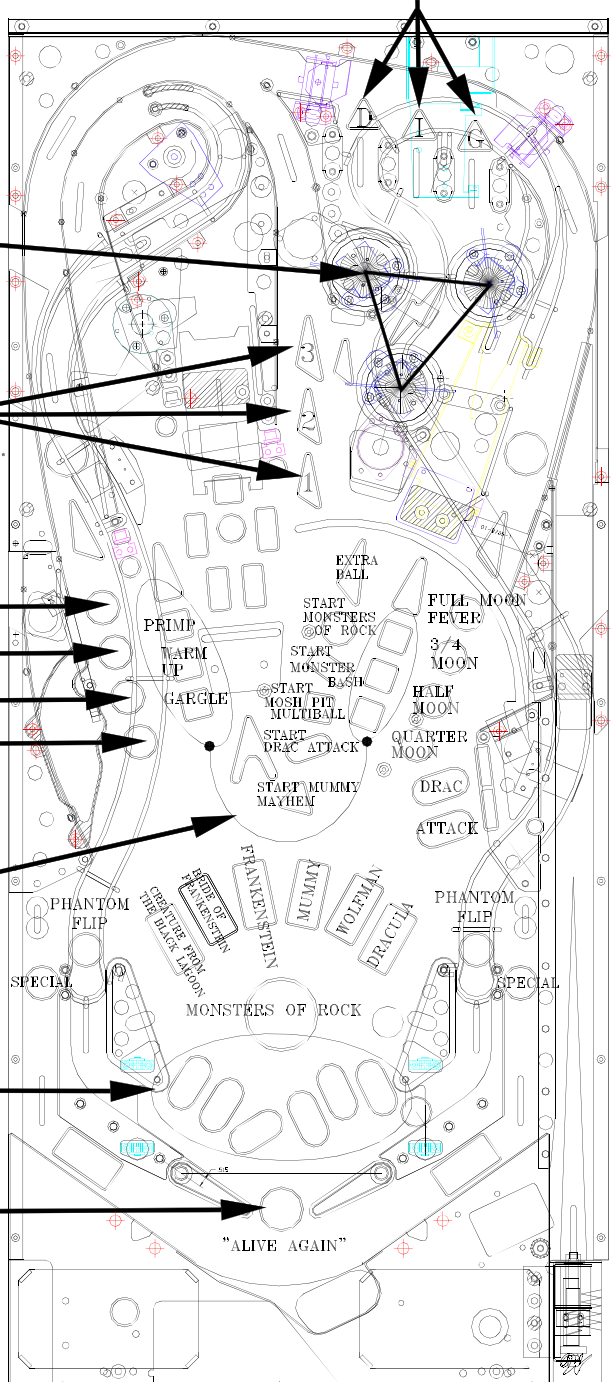 D I G
3
2
1
EXTRA
BALL
START
MONSTERS
OF ROCK
FULL MOON
FEVER
PRIMP
WARM
UP
GARGLE
START
MONSTER
BASH
3/4
MOON
START
MOSH PIT
MULTIBALL
HALF
MOON
START
DRAC ATTACK
QUARTER
MOON
START MUMMY
MAYHEM
DRAC
ATTACK
PHANTOM
FLIP
CREATURE FROM
THE BLACK LAGOON
BRIDE OF
FRANKENSTEIN
FRANKENSTEIN
MUMMY
WOLFMAN
DRACULA
PHANTOM
FLIP
SPECIAL
SPECIAL
MONSTERS OF ROCK
"ALIVE AGAIN"